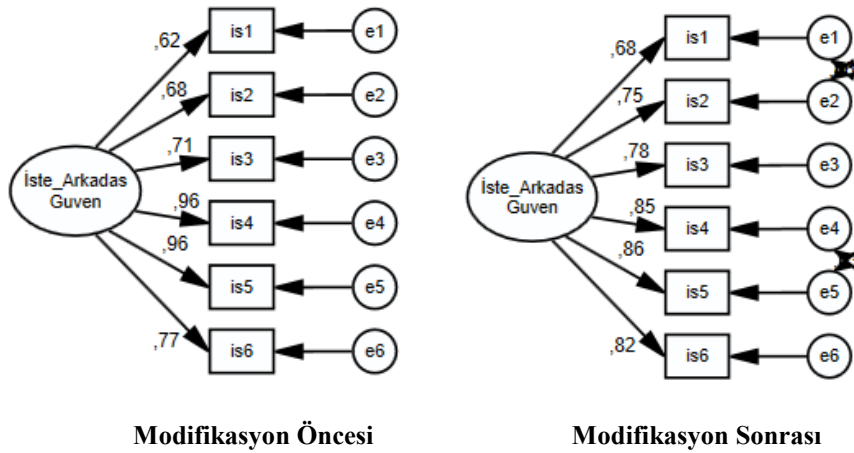 ,62
is1
e1
,68
is2
e2
,71
is3
e3
İste_Arkadas
Guven
,96
is4
e4
,96
is5
e5
,77
is6
e6
Modifikasyon Öncesi
,68
is1
e1
,75
is2
e2
,78
is3
e3
İste_Arkadas
Guven
,85
is4
e4
,86
is5
e5
,82
is6
e6
Modifikasyon Sonrası